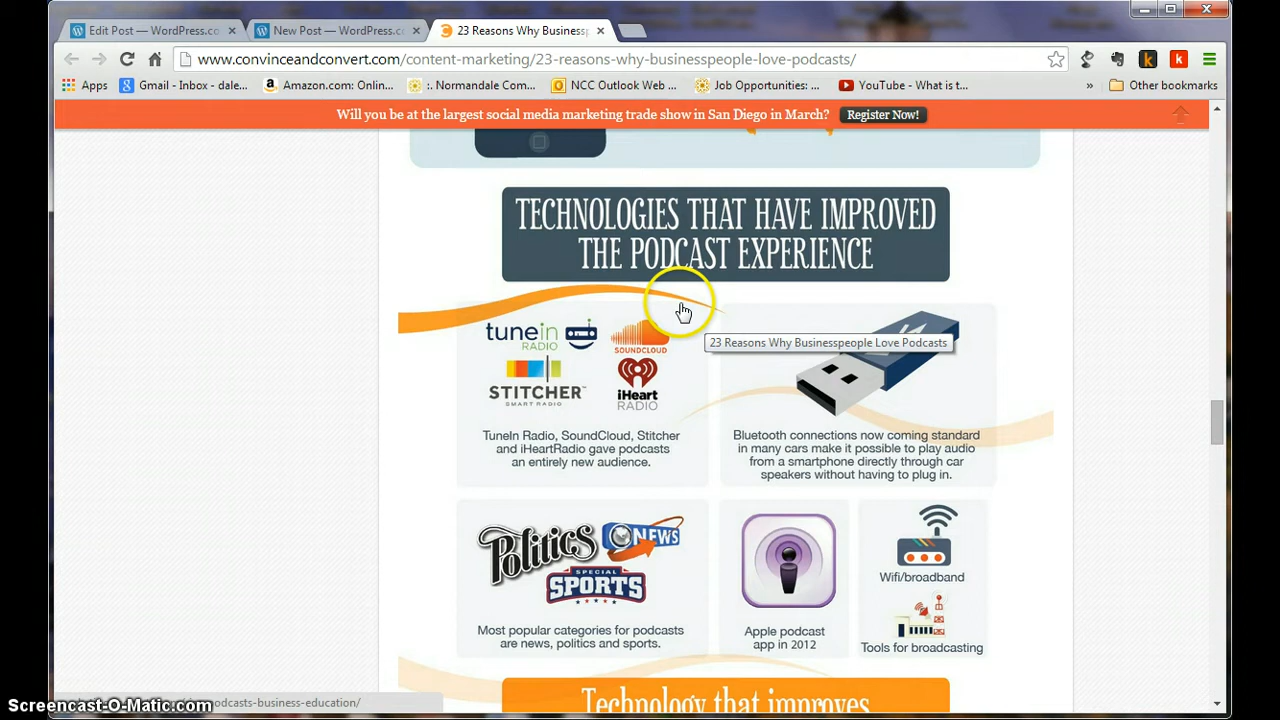 Edit Post — WordPress.co
New Post — WordPress.co
23 Reasons Why Businessp
www.convinceandconvert.com/content-marketing/23-reasons-why-businesspeople-love-podcasts/
Apps
Gmail - Inbox - dale...
Amazon.com: Onlin...
:. Normandale Com...
NCC Outlook Web ...
Job Opportunities: ...
YouTube - What is t...
»
Other bookmarks
Will you be at the largest social media marketing trade show in San Diego in March?
Register Now!
TECHNOLOGIES THAT HAVE IMPROVED
THE PODCAST EXPERIENCE
tunein
RADIO
SOUNDCLOUD
STITCHER
SMART RADIO
iHeart
RADIO
TuneIn Radio, SoundCloud, Stitcher
and iHeartRadio gave podcasts
an entirely new audience.
23 Reasons Why Businesspeople Love Podcasts
Bluetooth connections now coming standard
in many cars make it possible to play audio
from a smartphone directly through car
speakers without having to plug in.
Politics
NEWS
SPECIAL
SPORTS
Most popular categories for podcasts
are news, politics and sports.
Apple podcast
app in 2012
Wifi/broadband
Tools for broadcasting
Technology that improves
Screencast-O-Matic.com
podcasts-business-education/